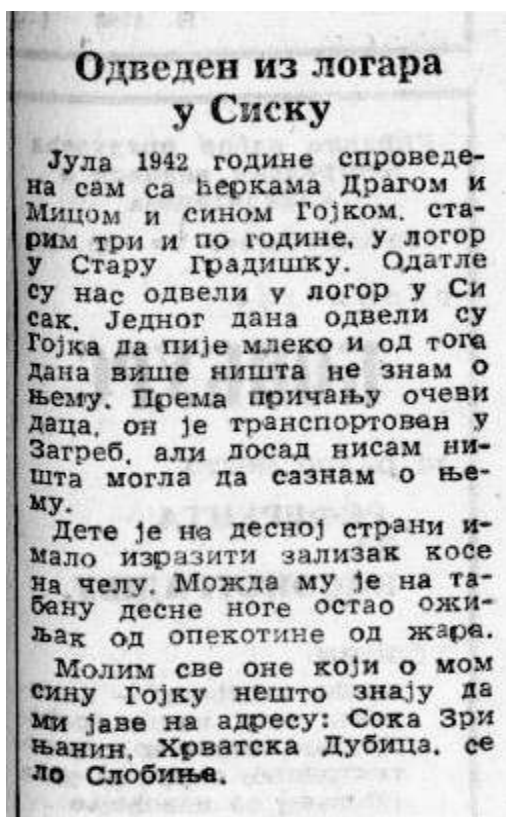 Одведен из логара
у Сиску
Јула 1942 године спроведе-
на сам са ћеркама Драгом и
Мицом и сином Гојком. ста-
рим три и по године, у логор
у Стару Градишку. Одатле
су нас одвели у логор у Си
сак. Једног дана одвели су
Гојка да пије млеко и од тога
дана више ништа не знам о
њему. Према причању очеви
даца, он је транспортован у
Загреб, али досад нисам ни-
шта могла да сазнам о ње-
му.
Дете је на десној страни и-
мало изразити зализак косе
на челу. Можда му је на та-
бану десне ноге остао ожи-
љак од опекотине од жара.
Молим све оне који о мом
сину Гојку нешто знају да
ми јаве на адресу: Сока Зри
њанин, Хрватска Дубица, се
ло Слобиње.